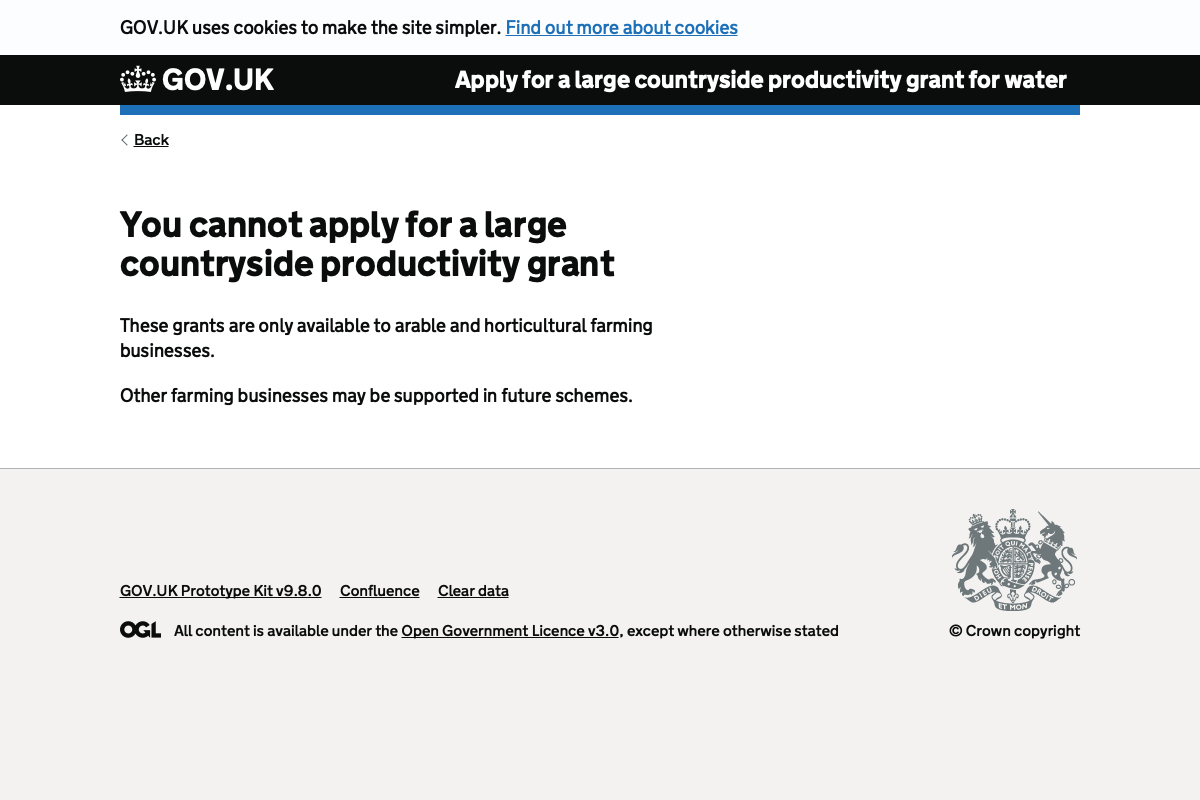 GOV.UK uses cookies to make the site simpler. Find out more about cookies
GOV.UK
Apply for a large countryside productivity grant for water
Back
You cannot apply for a large
countryside productivity grant
These grants are only available to arable and horticultural farming
businesses.
Other farming businesses may be supported in future schemes.
GOV.UK Prototype Kit v9.8.0 Confluence Clear data
OGL All content is available under the Open Government Licence v3.0, except where otherwise stated
DIEU ET MON DROIT
© Crown copyright